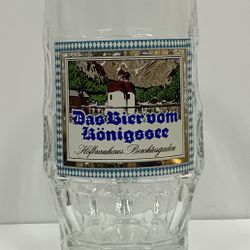 Das Bier vom
Königssee
Hofbrauhaus Berchtesgaden